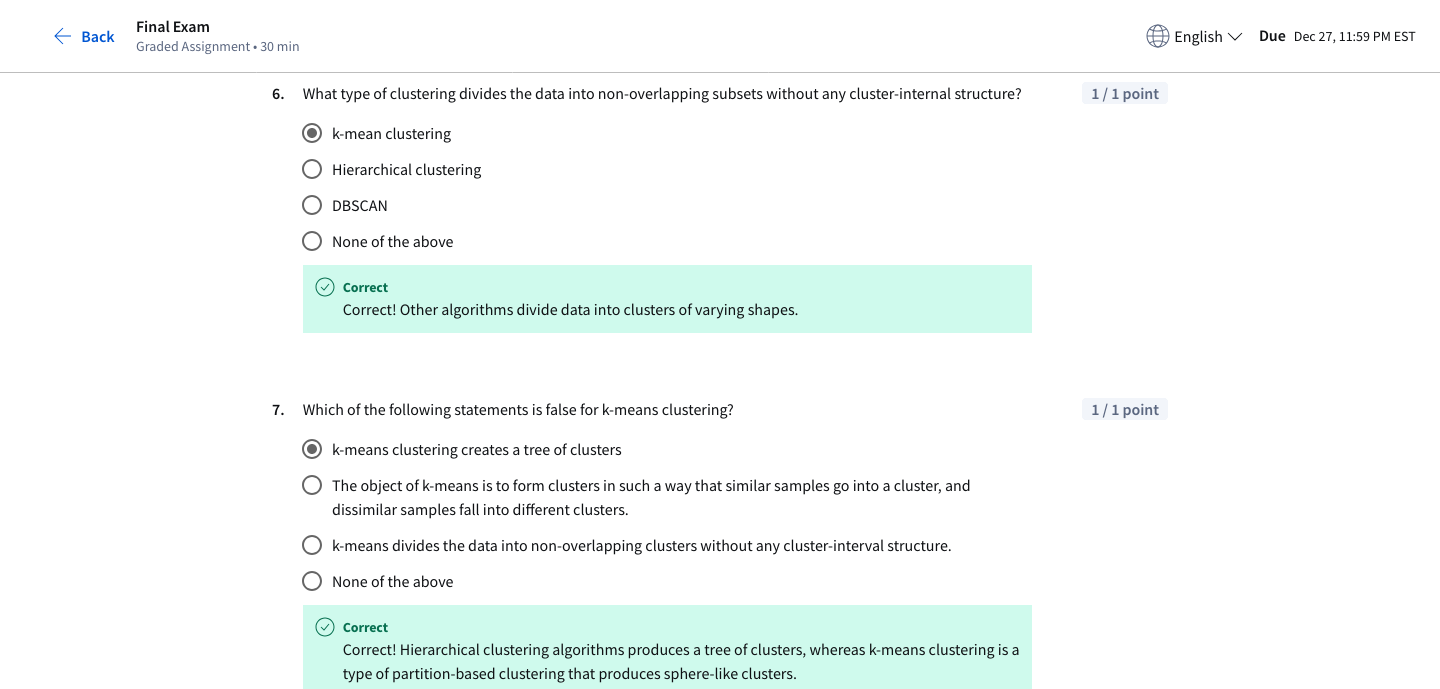 Back
Final Exam
Graded Assignment • 30 min
English
Due Dec 27, 11:59 PM EST
6. What type of clustering divides the data into non-overlapping subsets without any cluster-internal structure?
1 / 1 point
k-mean clustering
Hierarchical clustering
DBSCAN
None of the above
Correct
Correct! Other algorithms divide data into clusters of varying shapes.
7. Which of the following statements is false for k-means clustering?
1 / 1 point
k-means clustering creates a tree of clusters
The object of k-means is to form clusters in such a way that similar samples go into a cluster, and
dissimilar samples fall into different clusters.
k-means divides the data into non-overlapping clusters without any cluster-interval structure.
None of the above
Correct
Correct! Hierarchical clustering algorithms produces a tree of clusters, whereas k-means clustering is a
type of partition-based clustering that produces sphere-like clusters.